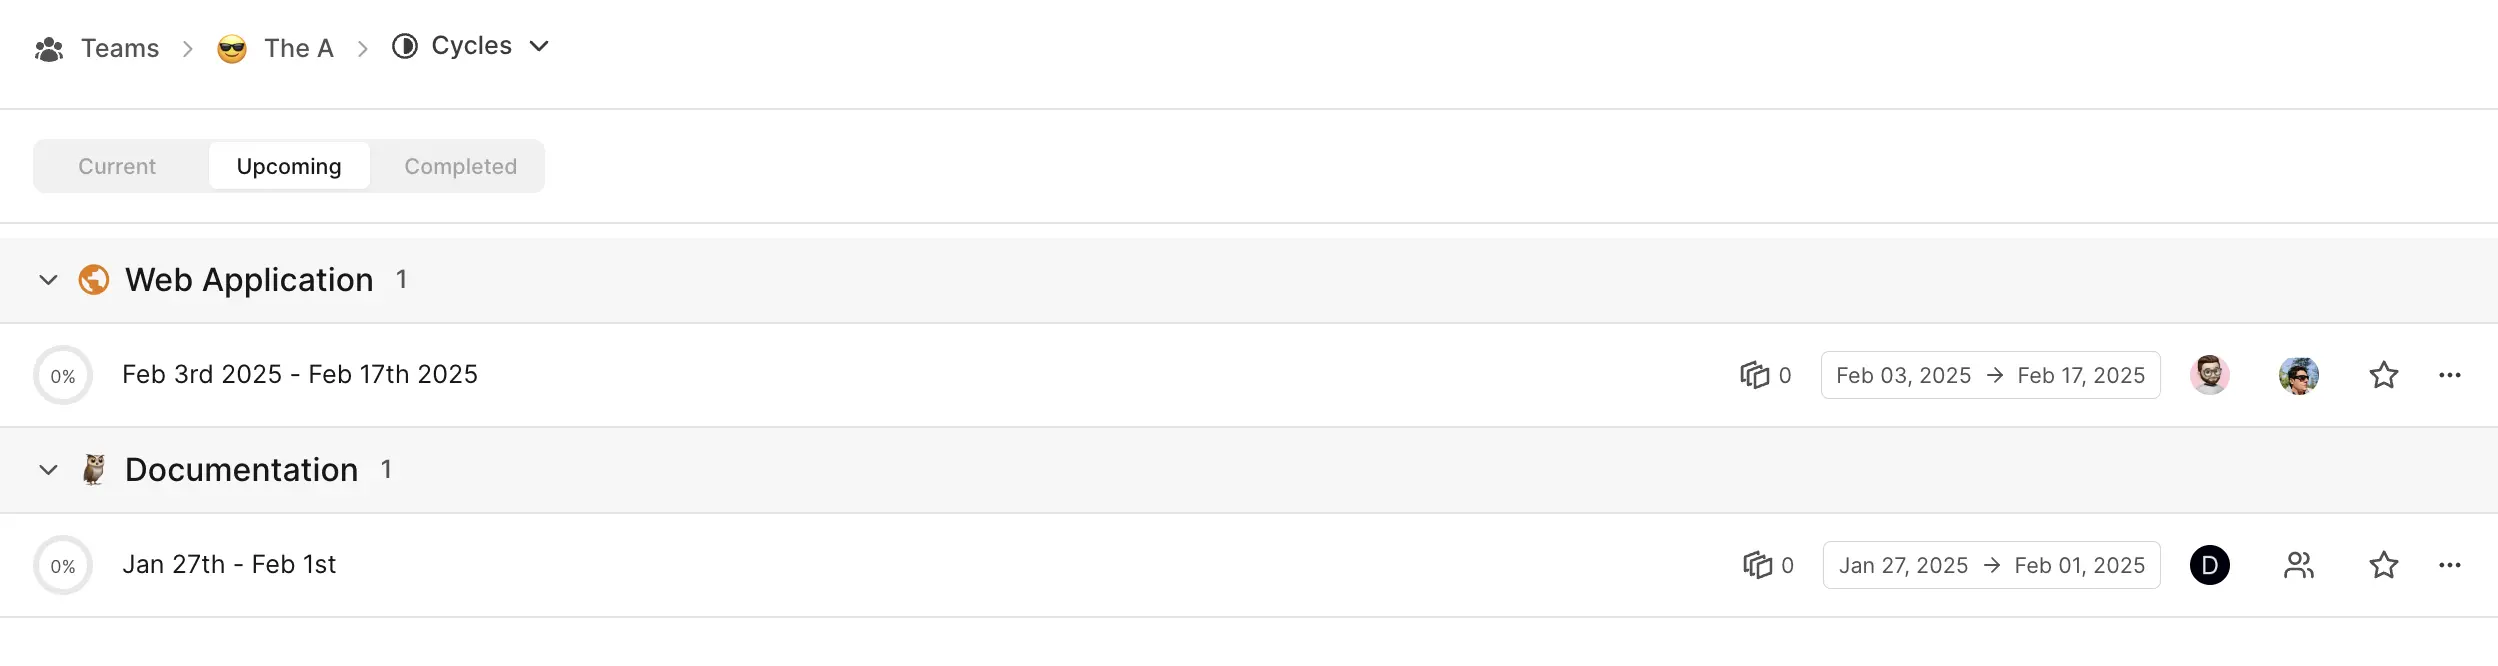 Teams > The A > Cycles
Current Upcoming Completed
Web Application 1
0% Feb 3rd 2025 - Feb 17th 2025 0 Feb 03, 2025 → Feb 17, 2025
Documentation 1
0% Jan 27th - Feb 1st 0 Jan 27, 2025 → Feb 01, 2025 D